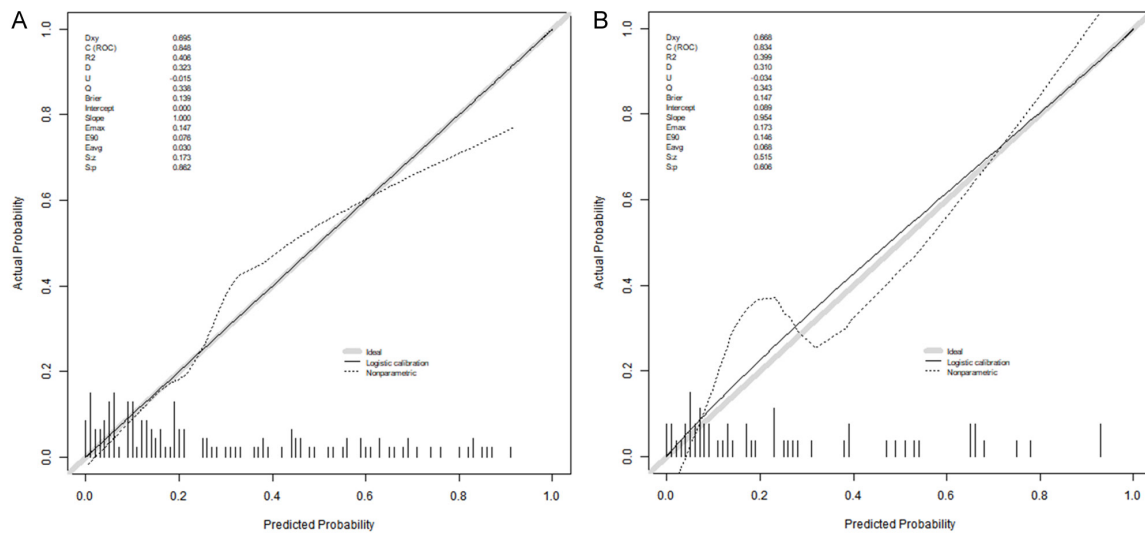 A
1.0
0.8
0.6
0.4
0.2
0.0
Actual Probability
Dxy 0.695
C (ROC) 0.848
R2 0.406
D 0.323
U -0.015
Q 0.338
Brier 0.139
Intercept 0.000
Slope 1.000
Emax 0.147
E90 0.076
Eavg 0.030
S:z 0.173
S:p 0.862
Ideal
Logistic calibration
Nonparametric
0.0 0.2 0.4 0.6 0.8 1.0
Predicted Probability
B
1.0
0.8
0.6
0.4
0.2
0.0
Actual Probability
Dxy 0.668
C (ROC) 0.834
R2 0.399
D 0.310
U -0.034
Q 0.343
Brier 0.147
Intercept 0.089
Slope 0.954
Emax 0.173
E90 0.146
Eavg 0.068
S:z 0.515
S:p 0.606
Ideal
Logistic calibration
Nonparametric
0.0 0.2 0.4 0.6 0.8 1.0
Predicted Probability